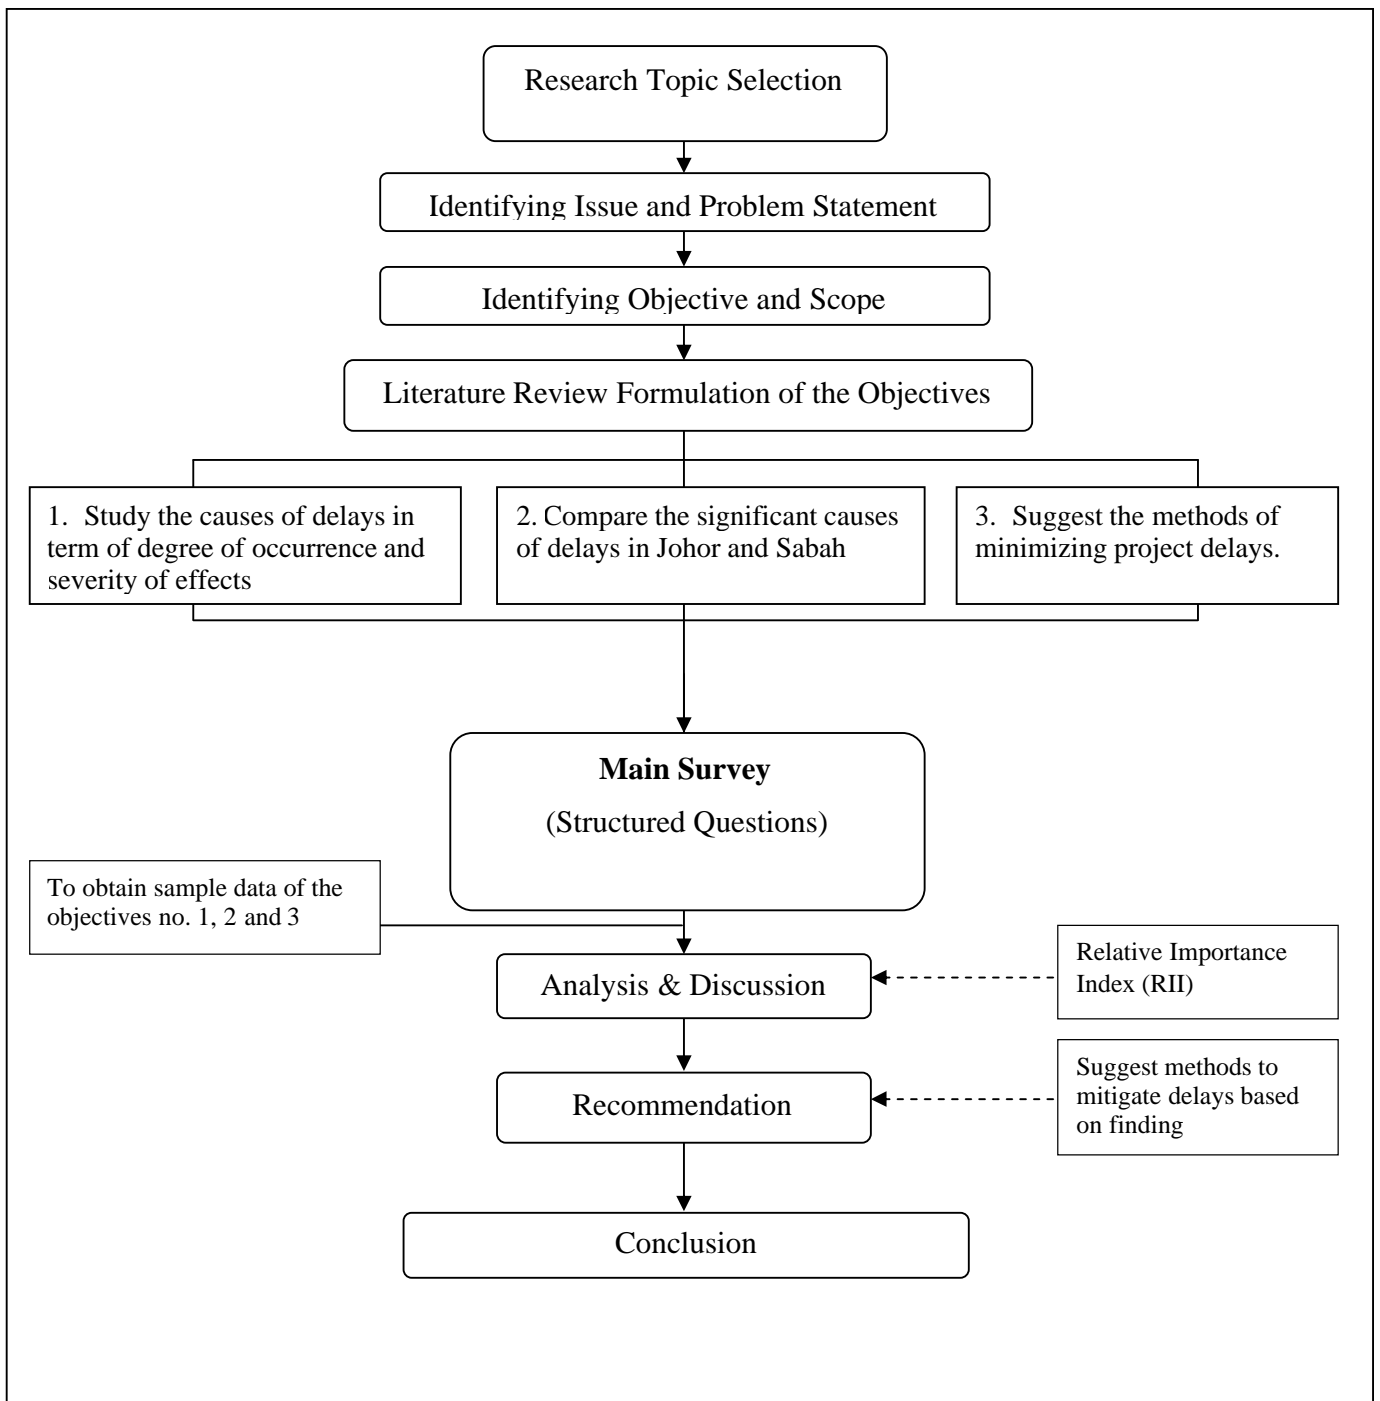 Research Topic Selection
Identifying Issue and Problem Statement
Identifying Objective and Scope
Literature Review Formulation of the Objectives
1. Study the causes of delays in
term of degree of occurrence and
severity of effects
2. Compare the significant causes
of delays in Johor and Sabah
3. Suggest the methods of
minimizing project delays.
Main Survey
(Structured Questions)
To obtain sample data of the
objectives no. 1, 2 and 3
Analysis & Discussion
Relative Importance
Index (RII)
Recommendation
Suggest methods to
mitigate delays based
on finding
Conclusion